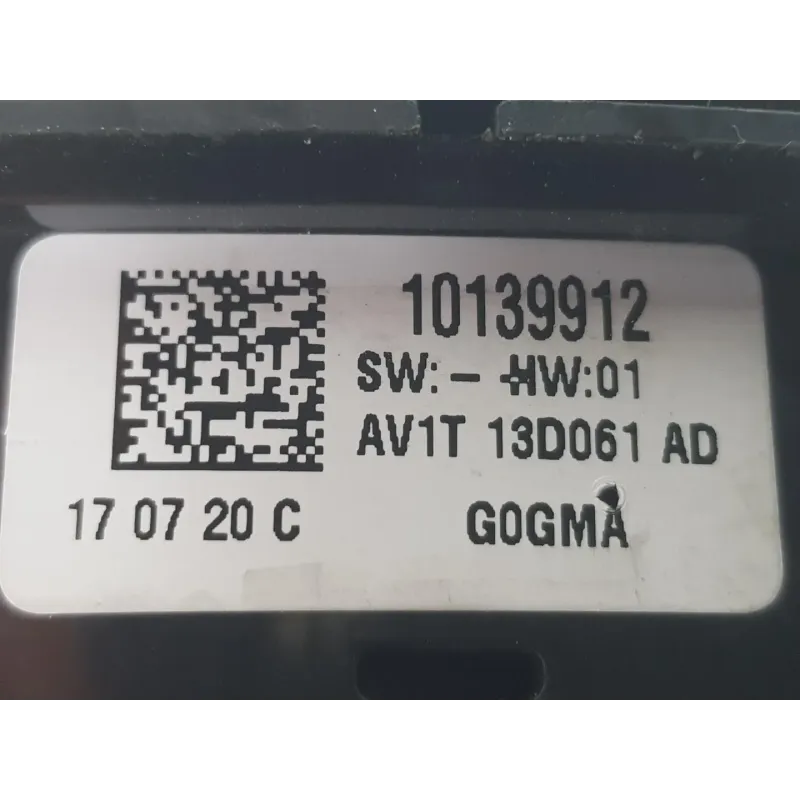 10139912
SW:- HW:01
AV1T 13D061 AD
17 07 20 C G0GMA